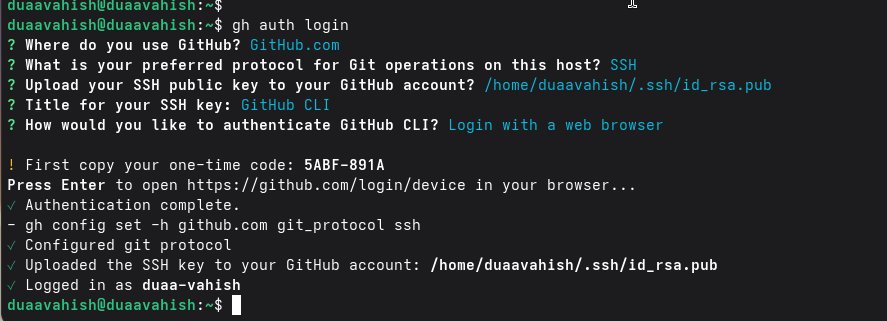 duaavahish@duaavahish:~$
duaavahish@duaavahish:~$ gh auth login
? Where do you use GitHub? GitHub.com
? What is your preferred protocol for Git operations on this host? SSH
? Upload your SSH public key to your GitHub account? /home/duaavahish/.ssh/id_rsa.pub
? Title for your SSH key: GitHub CLI
? How would you like to authenticate GitHub CLI? Login with a web browser
! First copy your one-time code: 5ABF-891A
Press Enter to open https://github.com/login/device in your browser...
✓ Authentication complete.
- gh config set -h github.com git_protocol ssh
✓ Configured git protocol
✓ Uploaded the SSH key to your GitHub account: /home/duaavahish/.ssh/id_rsa.pub
✓ Logged in as duaa-vahish
duaavahish@duaavahish:~$